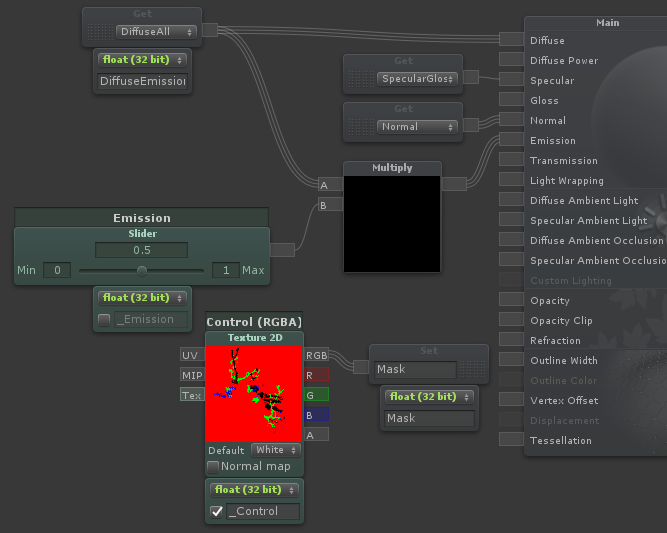 Get
DiffuseAll
float (32 bit)
DiffuseEmission
Get
SpecularGloss
Get
Normal
Multiply
A
B
Emission
Slider
0.5
Min
0
1
Max
float (32 bit)
_Emission
Control (RGBA)
Texture 2D
UV
MIP
Tex
RGB
R
G
B
A
Default
White
Normal map
float (32 bit)
_Control
Set
Mask
float (32 bit)
Mask
Main
Diffuse
Diffuse Power
Specular
Gloss
Normal
Emission
Transmission
Light Wrapping
Diffuse Ambient Light
Specular Ambient Light
Diffuse Ambient Occlusion
Specular Ambient Occlusio
Custom Lighting
Opacity
Opacity Clip
Refraction
Outline Width
Outline Color
Vertex Offset
Displacement
Tessellation